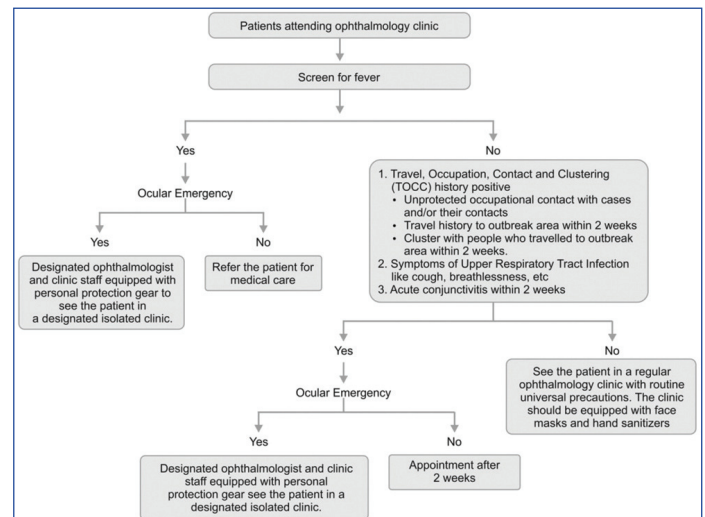 Patients attending ophthalmology clinic
Screen for fever
Yes
No
Ocular Emergency
Yes
No
Designated ophthalmologist
and clinic staff equipped with
personal protection gear to
see the patient in
a designated isolated clinic.
Refer the patient for
medical care
1. Travel, Occupation, Contact and Clustering
(TOCC) history positive
• Unprotected occupational contact with cases
and/or their contacts
• Travel history to outbreak area within 2 weeks
• Cluster with people who travelled to outbreak
area within 2 weeks.
2. Symptoms of Upper Respiratory Tract Infection
like cough, breathlessness, etc
3. Acute conjunctivitis within 2 weeks
Yes
No
Ocular Emergency
See the patient in a regular
ophthalmology clinic with routine
universal precautions. The clinic
should be equipped with face
masks and hand sanitizers
Yes
No
Designated ophthalmologist and clinic
staff equipped with personal
protection gear see the patient in a
designated isolated clinic.
Appointment after
2 weeks